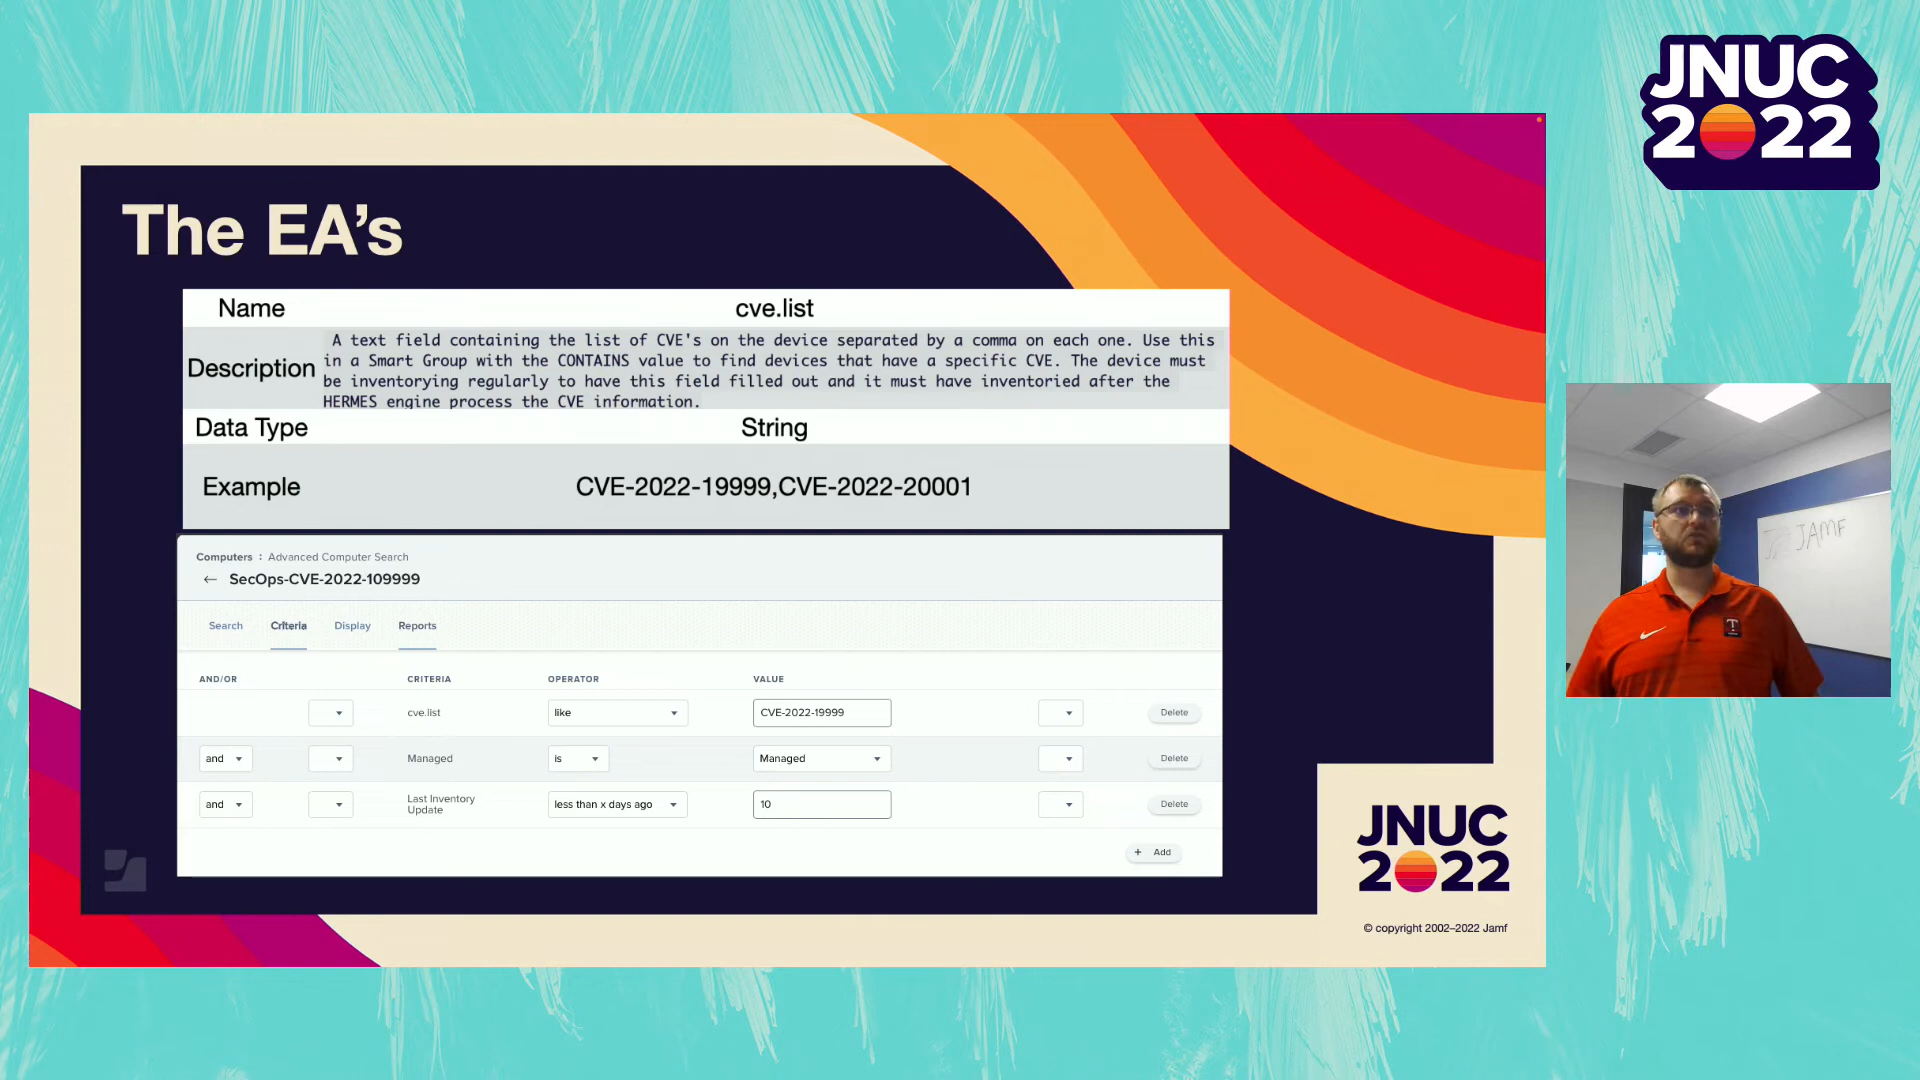 JNUC
2022
The EA's
Name cve.list
Description A text field containing the list of CVE's on the device separated by a comma on each one. Use this
in a Smart Group with the CONTAINS value to find devices that have a specific CVE. The device must
be inventorying regularly to have this field filled out and it must have inventoried after the
HERMES engine process the CVE information.
Data Type String
Example CVE-2022-19999,CVE-2022-20001
Computers : Advanced Computer Search
← SecOps-CVE-2022-109999
Search Criteria Display Reports
AND/OR CRITERIA OPERATOR VALUE
cve.list like CVE-2022-19999 Delete
and Managed is Managed Delete
and Last Inventory
Update less than x days ago 10 Delete
+ Add
JAMF
T
JNUC
2022
© copyright 2002–2022 Jamf